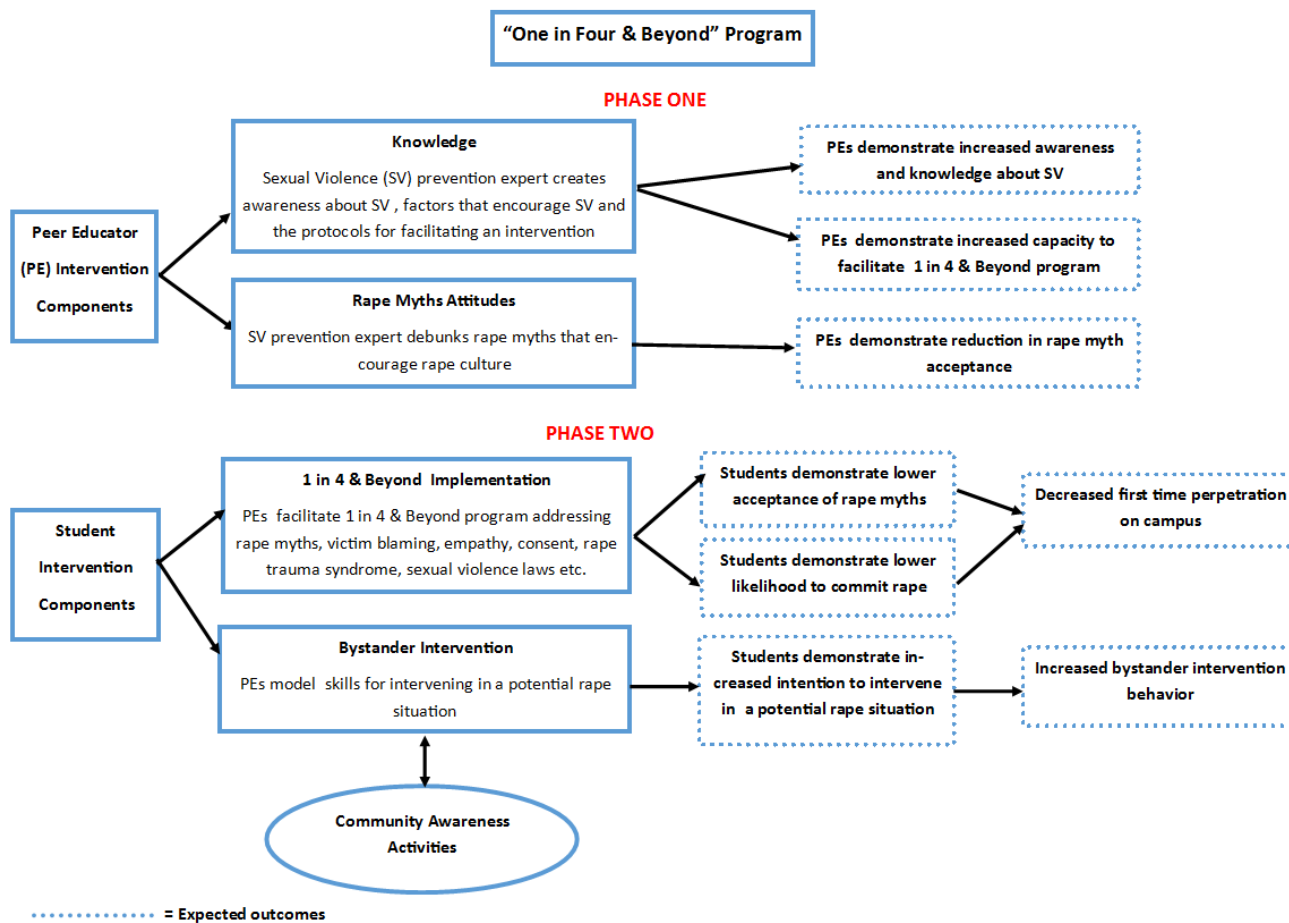 “One in Four & Beyond” Program
PHASE ONE
Knowledge
Sexual Violence (SV) prevention expert creates
awareness about SV , factors that encourage SV and
the protocols for facilitating an intervention
PEs demonstrate increased awareness
and knowledge about SV
Peer Educator
(PE) Intervention
Components
PEs  demonstrate increased capacity to
facilitate  1 in 4 & Beyond program
Rape Myths Attitudes
SV prevention expert debunks rape myths that en-
courage rape culture
PEs  demonstrate reduction in rape myth
acceptance
PHASE TWO
1 in 4 & Beyond  Implementation
PEs  facilitate 1 in 4 & Beyond program addressing
rape myths, victim blaming, empathy, consent, rape
trauma syndrome, sexual violence laws etc.
Students demonstrate lower
acceptance of rape myths
Decreased first time perpetration
on campus
Student
Intervention
Components
Students demonstrate lower
likelihood to commit rape
Bystander Intervention
PEs model  skills for intervening in a potential rape
situation
Students demonstrate in-
creased intention to intervene
in  a potential rape situation
Increased bystander intervention
behavior
Community Awareness
Activities
= Expected outcomes